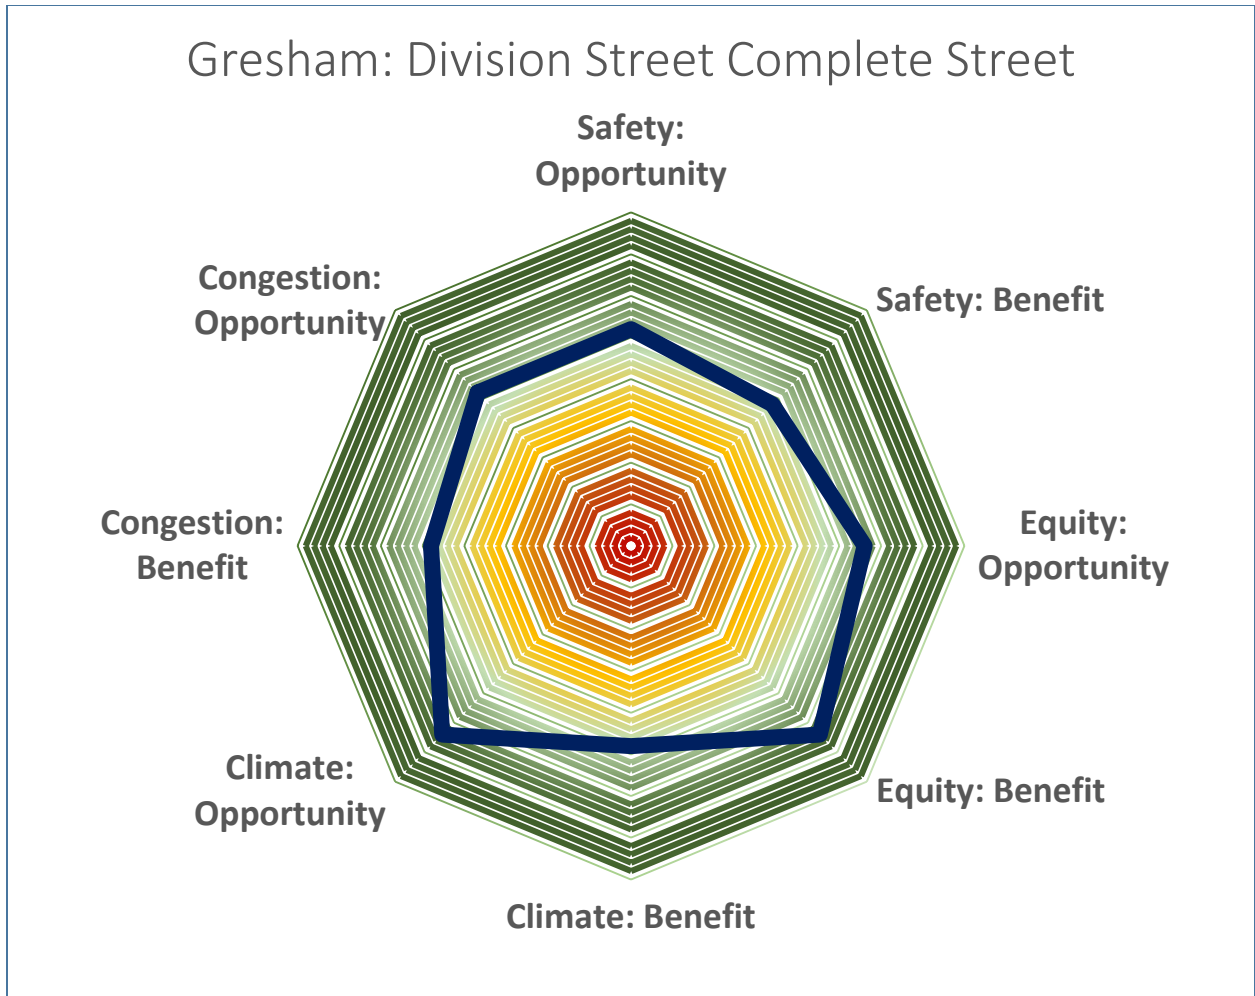 Gresham: Division Street Complete Street
Safety:
Opportunity
Safety: Benefit
Equity:
Opportunity
Equity: Benefit
Climate: Benefit
Climate:
Opportunity
Congestion:
Benefit
Congestion:
Opportunity